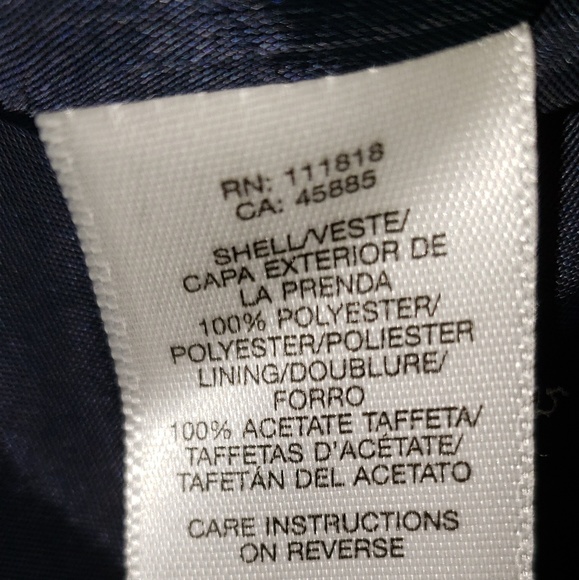 RN: 111818
CA: 45885
SHELL/VESTE/
CAPA EXTERIOR DE
LA PRENDA
100% POLYESTER/
POLYESTER/POLIESTER
LINING/DOUBLURE/
FORRO
100% ACETATE TAFFETA/
TAFFETAS D'ACÉTATE/
TAFETÁN DEL ACETATO
CARE INSTRUCTIONS
ON REVERSE